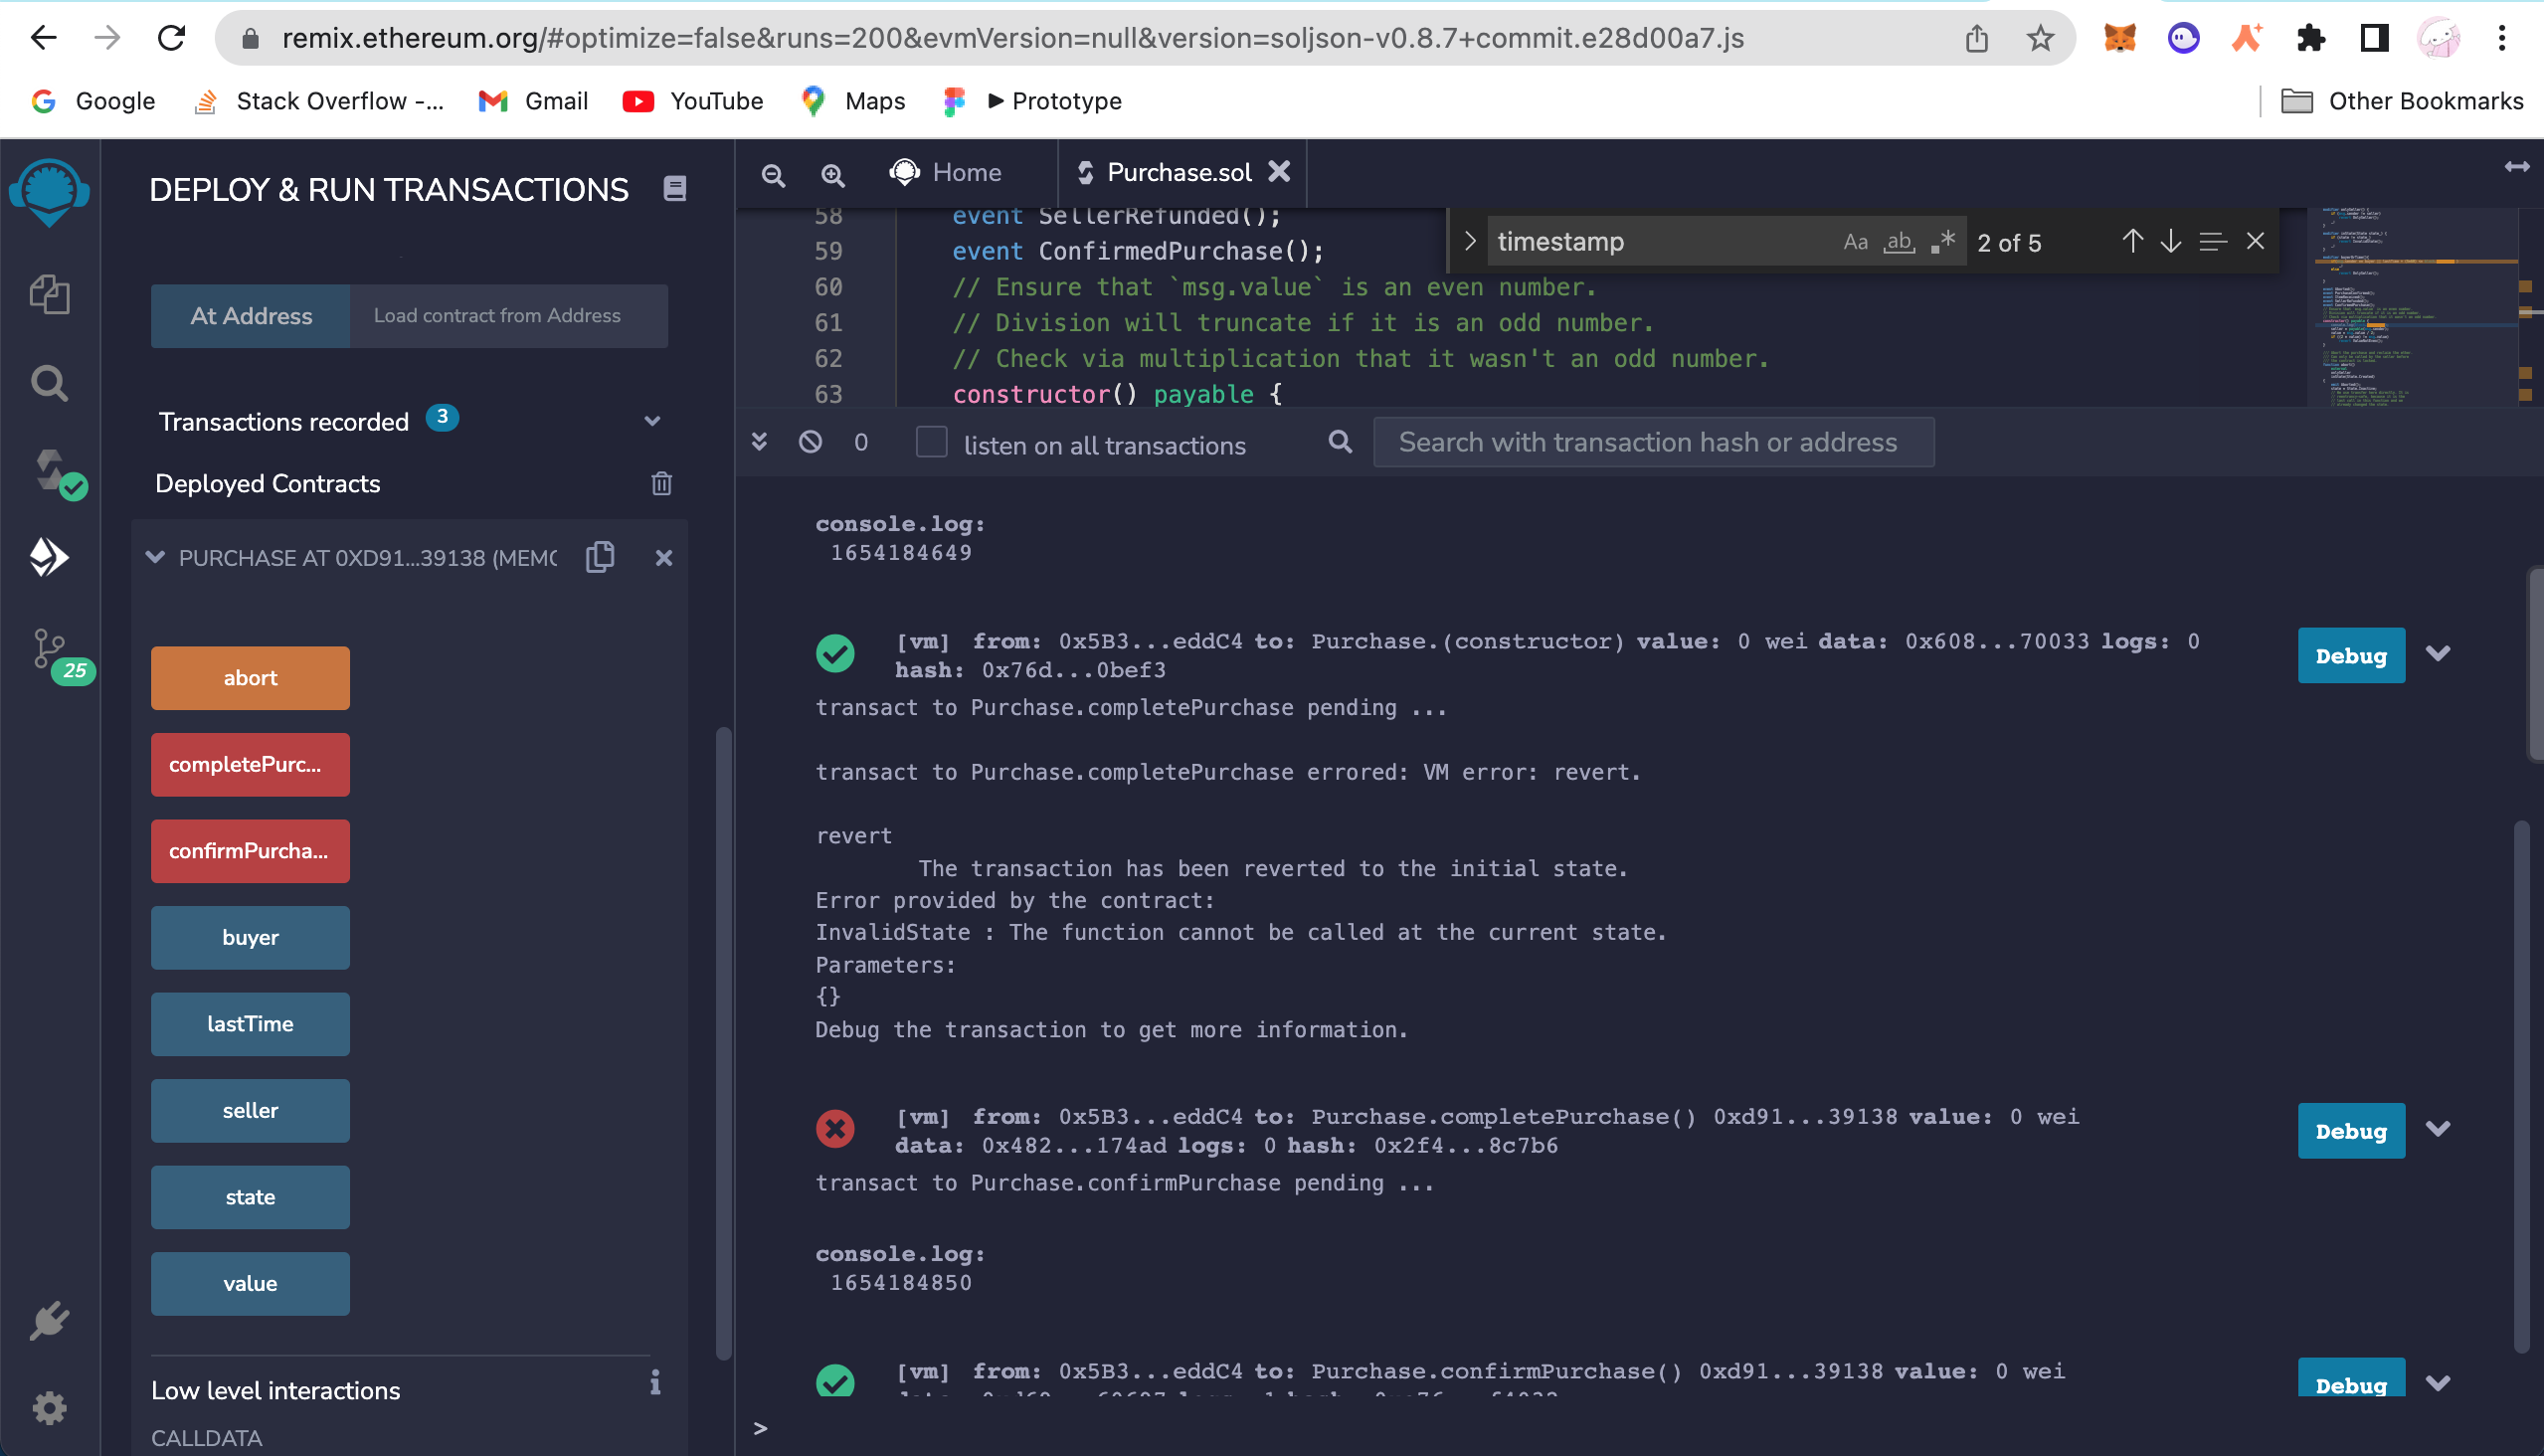 remix.ethereum.org/#optimize=false&runs=200&evmVersion=null&version=soljson-v0.8.7+commit.e28d00a7.js
Google
Stack Overflow -...
Gmail
YouTube
Maps
▶ Prototype
Other Bookmarks
DEPLOY & RUN TRANSACTIONS
At Address
Load contract from Address
Transactions recorded 3
Deployed Contracts
PURCHASE AT 0XD91...39138 (MEMO
25
abort
completePurc...
confirmPurcha...
buyer
lastTime
seller
state
value
Low level interactions
i
CALLDATA
Home
Purchase.sol
58 event SellerRefunded();
59 event ConfirmedPurchase();
60 // Ensure that `msg.value` is an even number.
61 // Division will truncate if it is an odd number.
62 // Check via multiplication that it wasn't an odd number.
63 constructor() payable {
timestamp
Aa ab .* 2 of 5
0
listen on all transactions
Search with transaction hash or address
console.log:
1654184649
[vm] from: 0x5B3...eddC4 to: Purchase.(constructor) value: 0 wei data: 0x608...70033 logs: 0
hash: 0x76d...0bef3
Debug
transact to Purchase.completePurchase pending ...
transact to Purchase.completePurchase errored: VM error: revert.
revert
The transaction has been reverted to the initial state.
Error provided by the contract:
InvalidState : The function cannot be called at the current state.
Parameters:
{}
Debug the transaction to get more information.
[vm] from: 0x5B3...eddC4 to: Purchase.completePurchase() 0xd91...39138 value: 0 wei
data: 0x482...174ad logs: 0 hash: 0x2f4...8c7b6
Debug
transact to Purchase.confirmPurchase pending ...
console.log:
1654184850
[vm] from: 0x5B3...eddC4 to: Purchase.confirmPurchase() 0xd91...39138 value: 0 wei
Debug
>